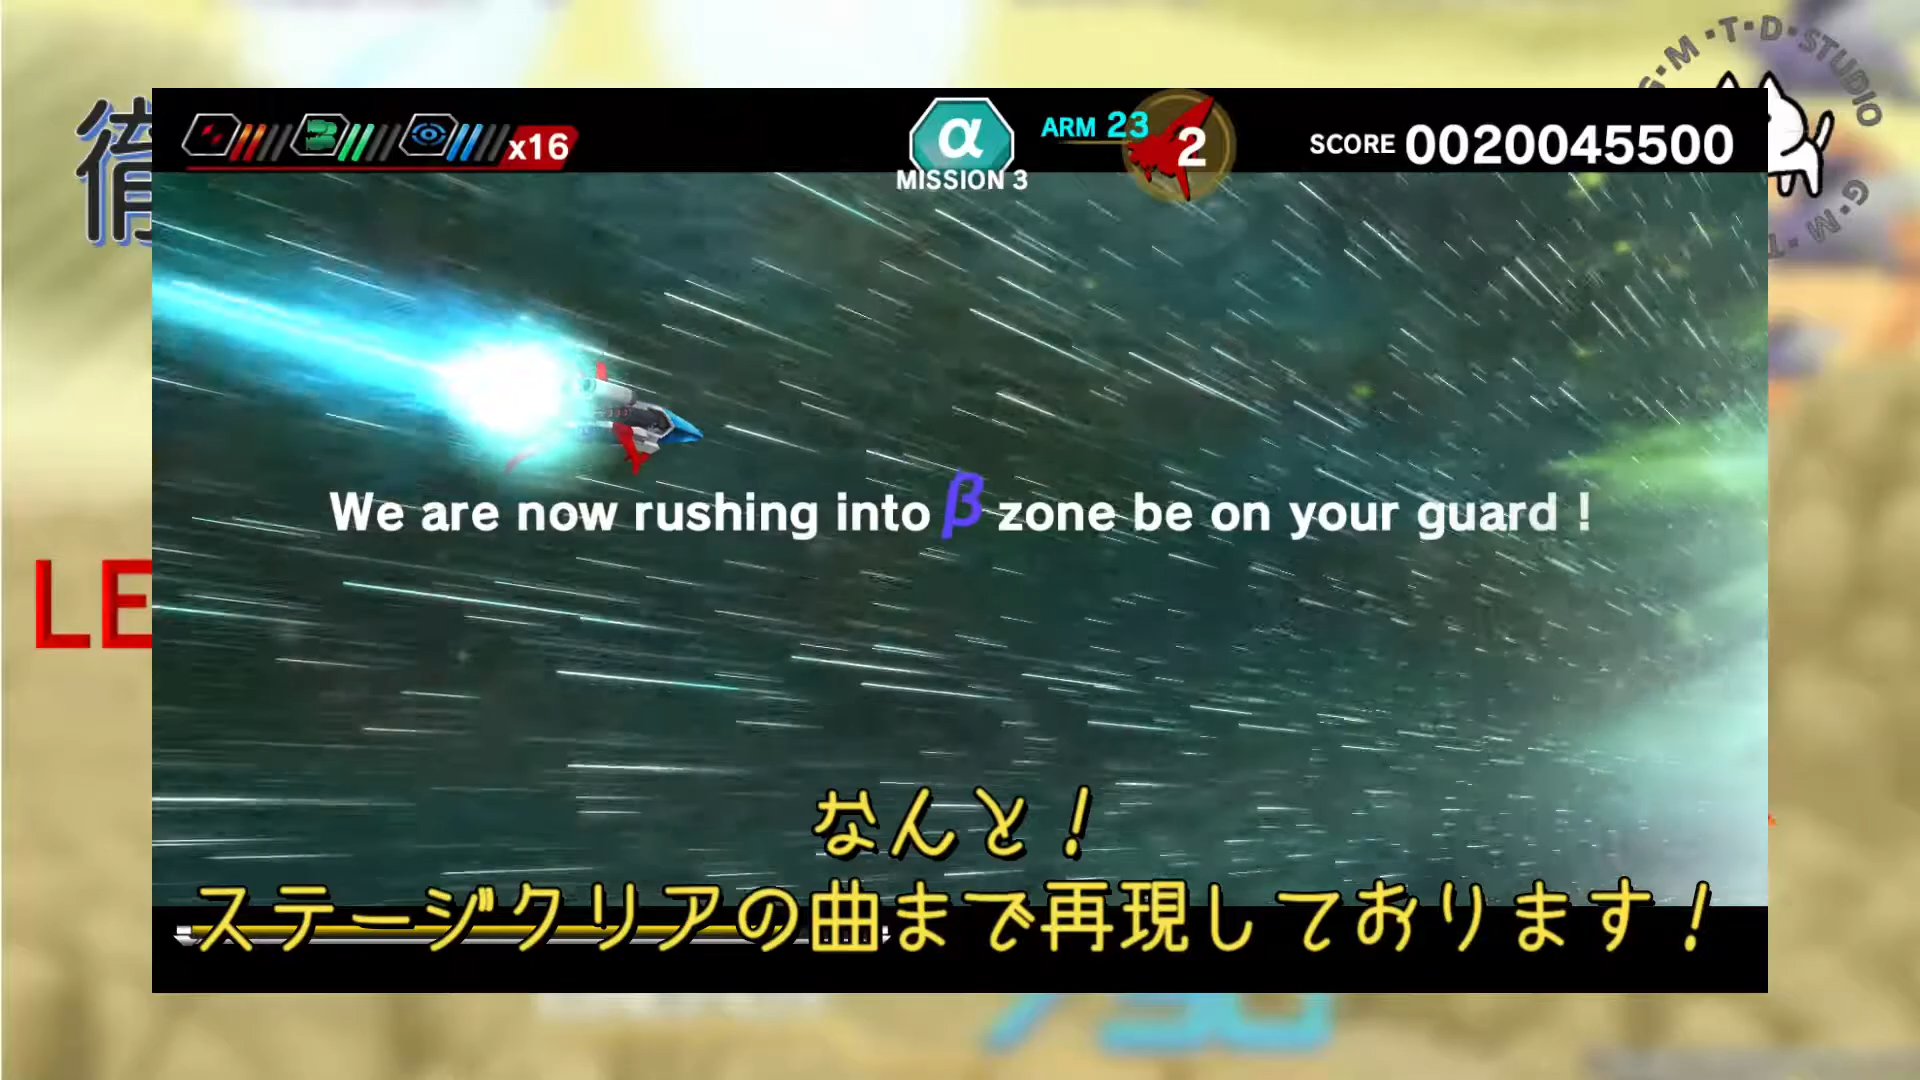 G·M·T·D·STUDIO
x16
α
MISSION 3
ARM 23
2
SCORE 0020045500
LE
We are now rushing into β zone be on your guard !
なんと！
ステージクリアの曲まで再現しております！